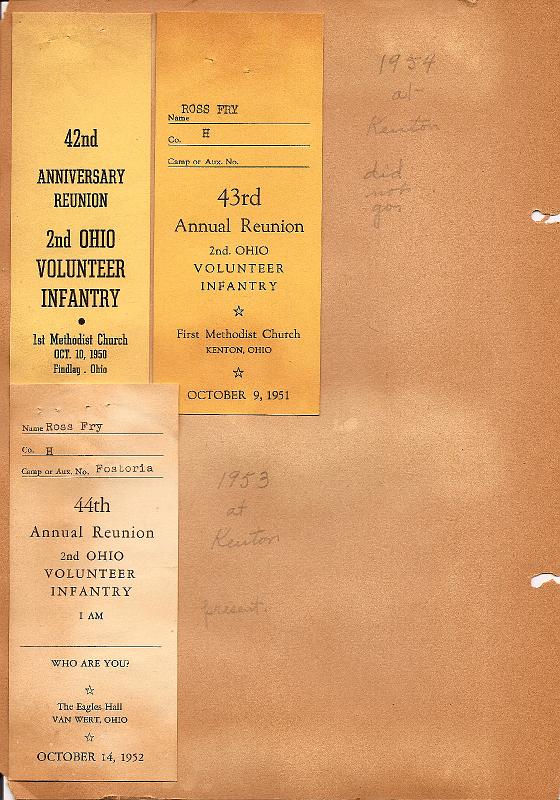 42nd
ANNIVERSARY
REUNION
2nd OHIO
VOLUNTEER
INFANTRY
1st Methodist Church
OCT. 10, 1950
Findlay . Ohio
ROSS FRY
Name
H
Co.
Camp or Aux. No.
43rd
Annual Reunion
2nd. OHIO
VOLUNTEER
INFANTRY
☆
First Methodist Church
KENTON, OHIO
☆
OCTOBER 9, 1951
1954
at
Kenton
did
not
go
Name Ross Fry
Co. H
Camp or Aux. No. Fostoria
44th
Annual Reunion
2nd OHIO
VOLUNTEER
INFANTRY
I AM
WHO ARE YOU?
☆
The Eagles Hall
VAN WERT, OHIO
☆
OCTOBER 14, 1952
1953
at
Kenton
present.